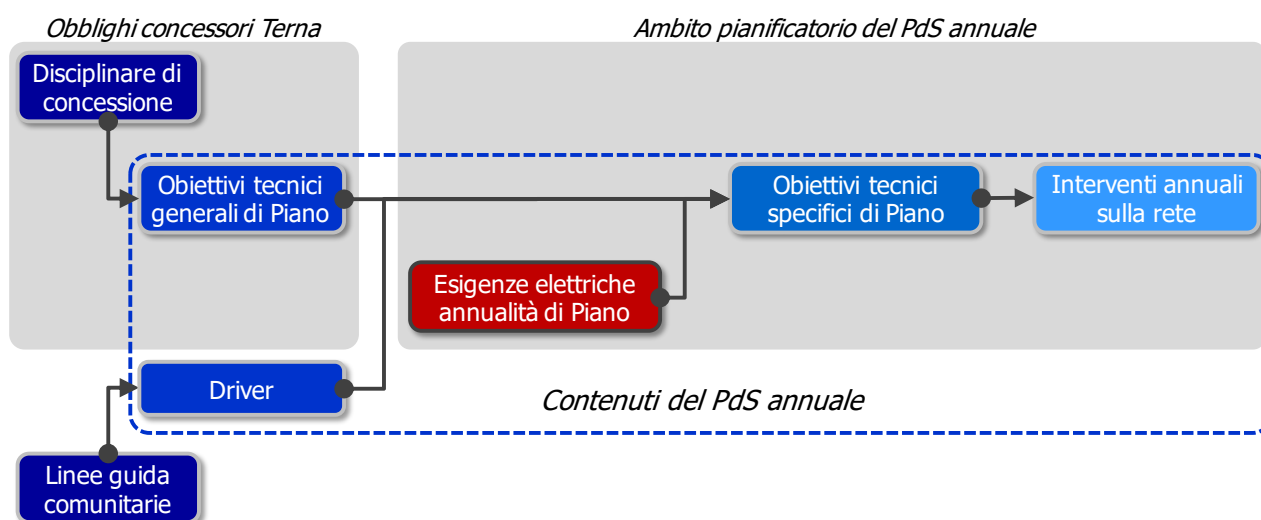 Obblighi concessori Terna
Ambito pianificatorio del PdS annuale
Disciplinare di
concessione
Obiettivi tecnici
generali di Piano
Obiettivi tecnici
specifici di Piano
Interventi annuali
sulla rete
Esigenze elettriche
annualità di Piano
Driver
Contenuti del PdS annuale
Linee guida
comunitarie